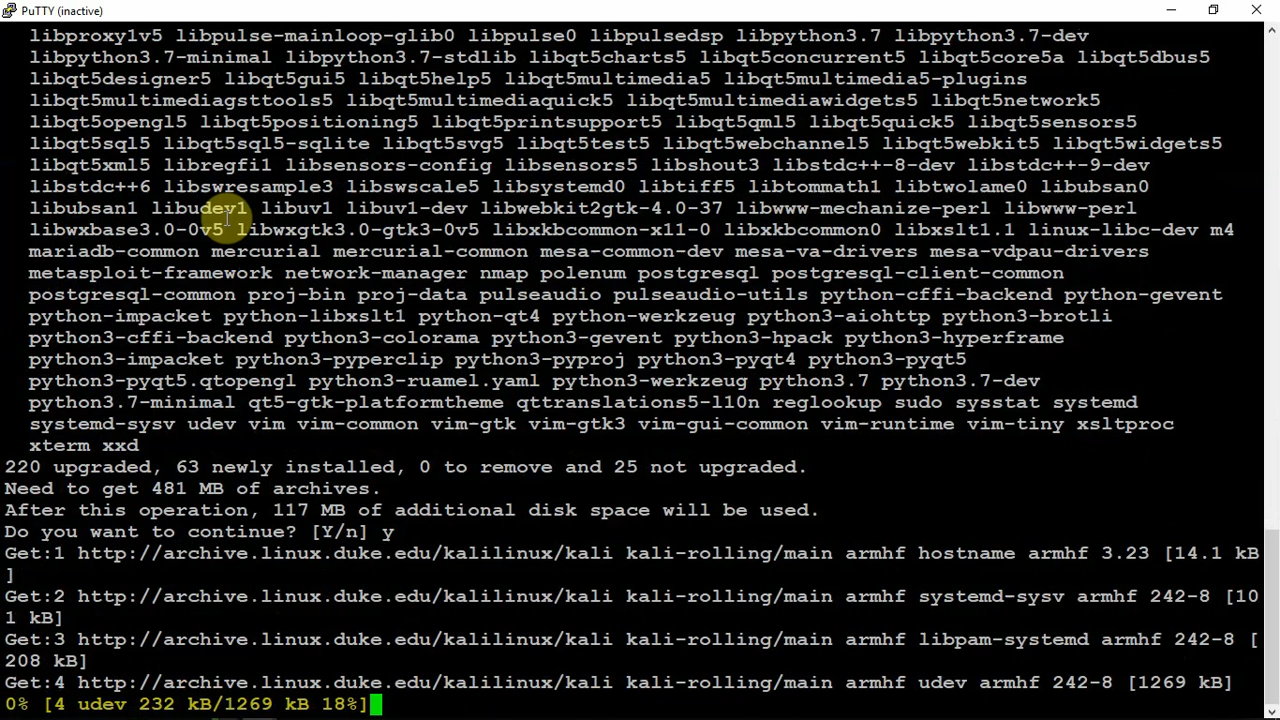 PuTTY (inactive)
libproxy1v5 libpulse-mainloop-glib0 libpulse0 libpulsedsp libpython3.7 libpython3.7-dev
libpython3.7-minimal libpython3.7-stdlib libqt5charts5 libqt5concurrent5 libqt5core5a libqt5dbus5
libqt5designer5 libqt5gui5 libqt5help5 libqt5multimedia5 libqt5multimedia5-plugins
libqt5multimediagsttools5 libqt5multimediaquick5 libqt5multimediawidgets5 libqt5network5
libqt5opengl5 libqt5positioning5 libqt5printsupport5 libqt5qml5 libqt5quick5 libqt5sensors5
libqt5sql5 libqt5sql5-sqlite libqt5svg5 libqt5test5 libqt5webchannel5 libqt5webkit5 libqt5widgets5
libqt5xml5 libregfi1 libsensors-config libsensors5 libshout3 libstdc++-8-dev libstdc++-9-dev
libstdc++6 libswresample3 libswscale5 libsystemd0 libtiff5 libtommath1 libtwolame0 libubsan0
libubsan1 libudev1 libuv1 libuv1-dev libwebkit2gtk-4.0-37 libwww-mechanize-perl libwww-perl
libwxbase3.0-0v5 libwxgtk3.0-gtk3-0v5 libxkbcommon-x11-0 libxkbcommon0 libxslt1.1 linux-libc-dev m4
mariadb-common mercurial mercurial-common mesa-common-dev mesa-va-drivers mesa-vdpau-drivers
metasploit-framework network-manager nmap polenum postgresql postgresql-client-common
postgresql-common proj-bin proj-data pulseaudio pulseaudio-utils python-cffi-backend python-gevent
python-impacket python-libxslt1 python-qt4 python-werkzeug python3-aiohttp python3-brotli
python3-cffi-backend python3-colorama python3-gevent python3-hpack python3-hyperframe
python3-impacket python3-pyperclip python3-pyproj python3-pyqt4 python3-pyqt5
python3-pyqt5.qtopengl python3-ruamel.yaml python3-werkzeug python3.7 python3.7-dev
python3.7-minimal qt5-gtk-platformtheme qttranslations5-l10n reglookup sudo sysstat systemd
systemd-sysv udev vim vim-common vim-gtk vim-gtk3 vim-gui-common vim-runtime vim-tiny xsltproc
xterm xxd
220 upgraded, 63 newly installed, 0 to remove and 25 not upgraded.
Need to get 481 MB of archives.
After this operation, 117 MB of additional disk space will be used.
Do you want to continue? [Y/n] y
Get:1 http://archive.linux.duke.edu/kalilinux/kali kali-rolling/main armhf hostname armhf 3.23 [14.1 kB
]
Get:2 http://archive.linux.duke.edu/kalilinux/kali kali-rolling/main armhf systemd-sysv armhf 242-8 [10
1 kB]
Get:3 http://archive.linux.duke.edu/kalilinux/kali kali-rolling/main armhf libpam-systemd armhf 242-8 [
208 kB]
Get:4 http://archive.linux.duke.edu/kalilinux/kali kali-rolling/main armhf udev armhf 242-8 [1269 kB]
0% [4 udev 232 kB/1269 kB 18%]